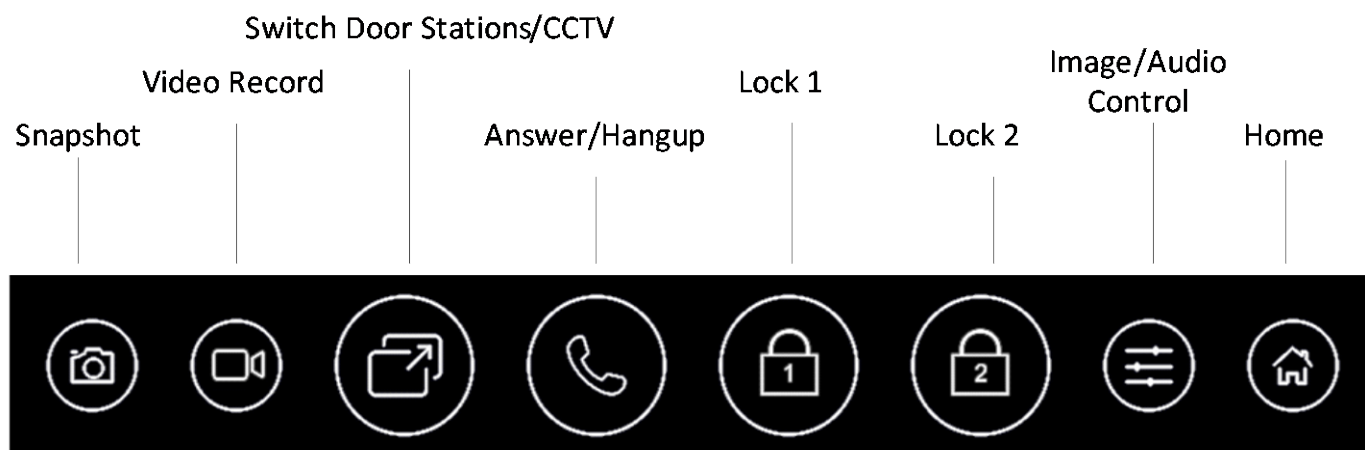 Switch Door Stations/CCTV
Video Record
Lock 1
Image/Audio
Control
Snapshot
Answer/Hangup
Lock 2
Home
1
2